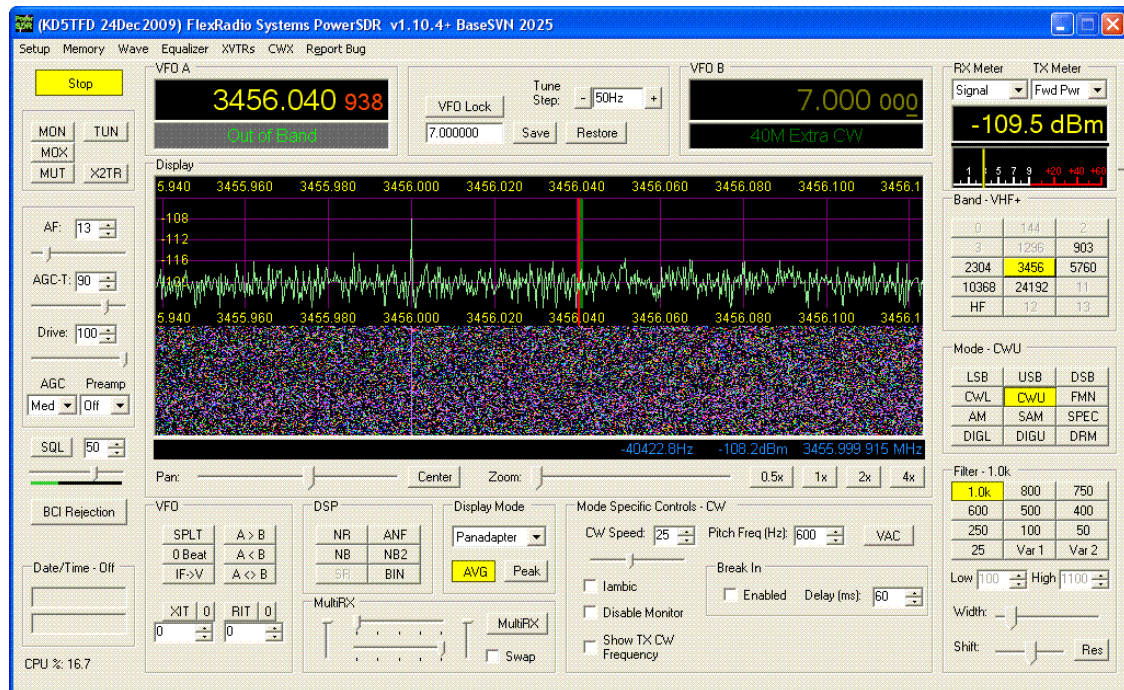 Power SDR (KD5TFD 24Dec2009) FlexRadio Systems PowerSDR v1.10.4+ BaseSVN 2025
Setup Memory Wave Equalizer XVTRs CWX Report Bug
Stop
MON TUN
MOX
MUT X2TR
AF: 13
AGC-T: 90
Drive: 100
AGC Preamp
Med Off
SQL 50
BCI Rejection
Date/Time - Off
CPU %: 16.7
VFO A
3456.040 938
Out of Band
VFO Lock
Tune Step: - 50Hz +
7.000000 Save Restore
VFO B
7.000 000
40M Extra CW
RX Meter TX Meter
Signal Fwd Pwr
-109.5 dBm
1 3 5 7 9 +20 +40 +60
Display
5.940 3455.960 3455.980 3456.000 3456.020 3456.040 3456.060 3456.080 3456.100 3456.1
-108
-112
-116
5.940 3455.960 3455.980 3456.000 3456.020 3456.040 3456.060 3456.080 3456.100 3456.1
-40422.8Hz -108.2dBm 3455.999 915 MHz
Pan: Center Zoom: 0.5x 1x 2x 4x
Band - VHF+
0 144 2
3 1296 903
2304 3456 5760
10368 24192 11
HF 12 13
Mode - CWU
LSB USB DSB
CWL CWU FMN
AM SAM SPEC
DIGL DIGU DRM
Filter - 1.0k
1.0k 800 750
600 500 400
250 100 50
25 Var 1 Var 2
Low 100 High 1100
Width:
Shift: Res
VFO
SPLT A > B
0 Beat A < B
IF->V A <> B
XIT 0 RIT 0
0 0
DSP
NR ANF
NB NB2
SR BIN
Display Mode
Panadapter
AVG Peak
MultiRX
MultiRX
Swap
Mode Specific Controls - CW
CW Speed: 25 Pitch Freq (Hz): 600 VAC
Iambic
Disable Monitor
Show TX CW
Frequency
Break In
Enabled Delay (ms): 60